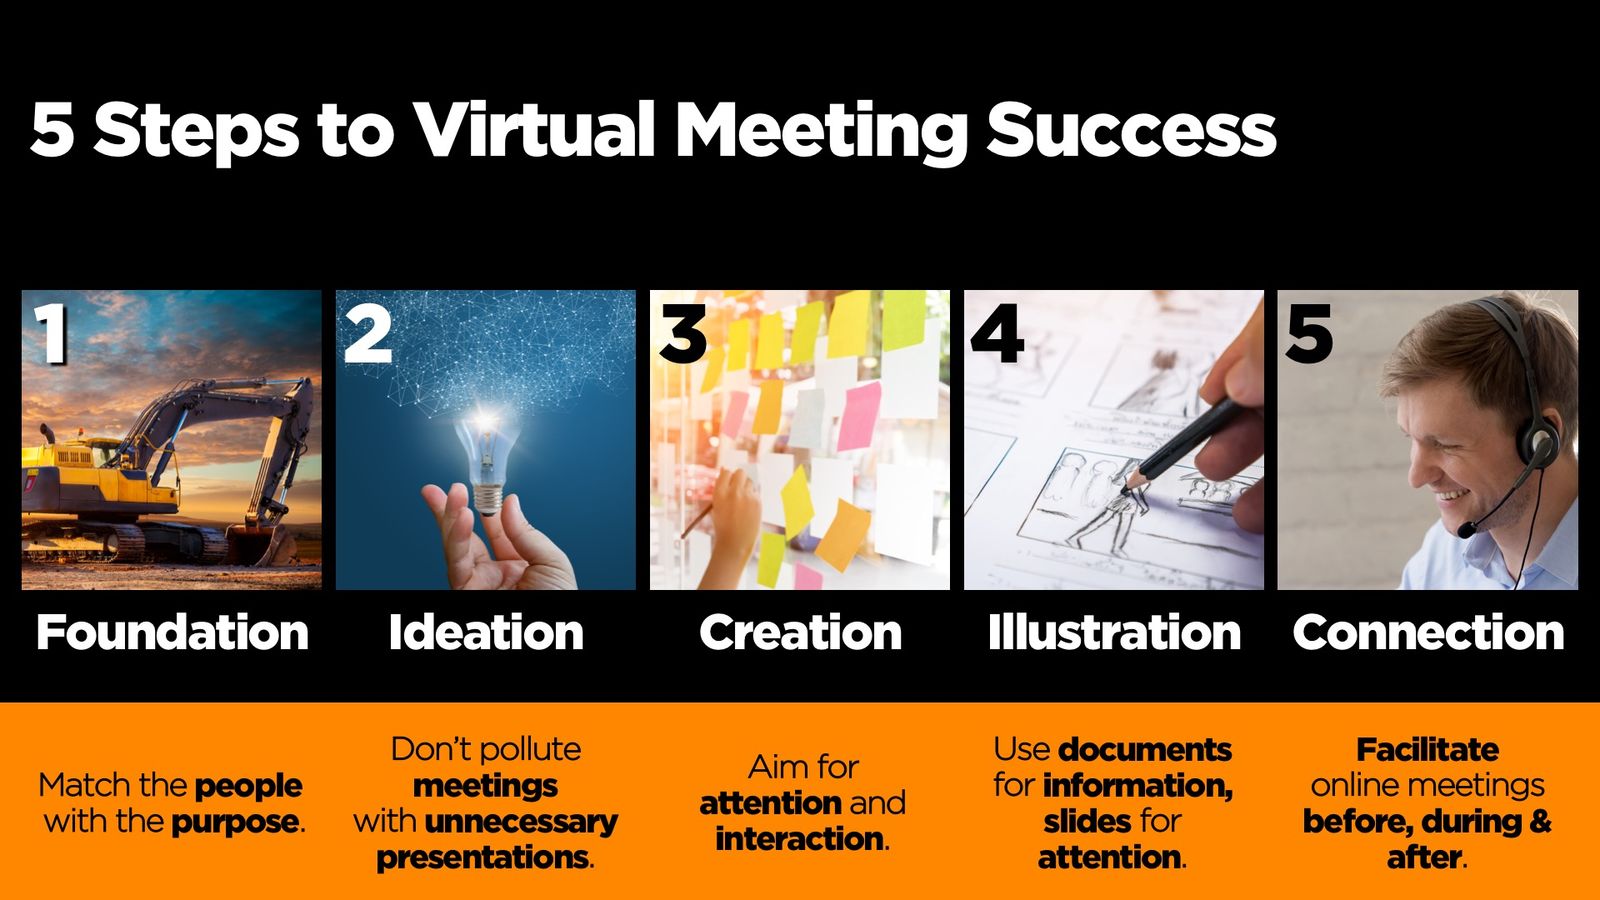 5 Steps to Virtual Meeting Success
1
2
3
4
5
Foundation
Ideation
Creation
Illustration
Connection
Match the people
with the purpose.
Don't pollute
meetings
with unnecessary
presentations.
Aim for
attention and
interaction.
Use documents
for information,
slides for
attention.
Facilitate
online meetings
before, during &
after.